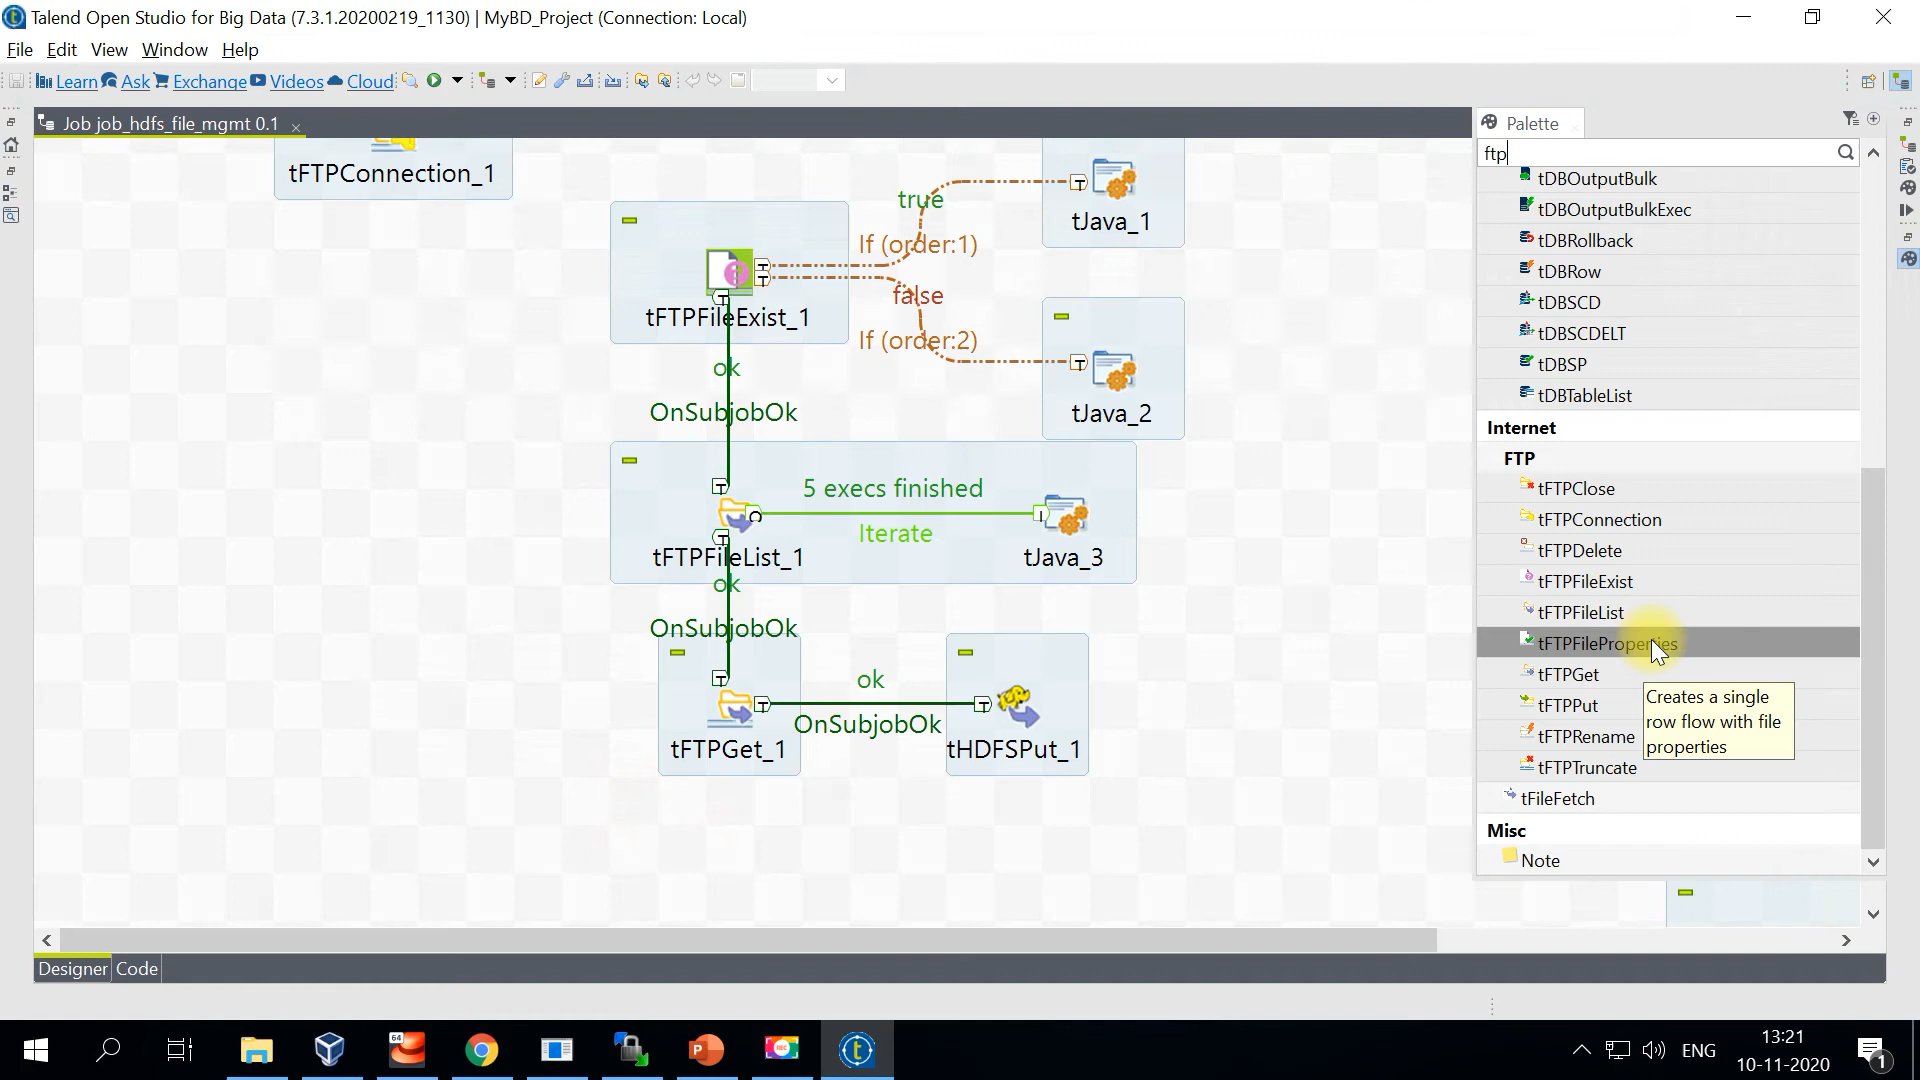 Talend Open Studio for Big Data (7.3.1.20200219_1130) | MyBD_Project (Connection: Local)
File Edit View Window Help
Learn Ask Exchange Videos Cloud
Job job_hdfs_file_mgmt 0.1
Palette
ftp
tFTPConnection_1
true
If (order:1)
tJava_1
tFTPFileExist_1
false
If (order:2)
tJava_2
ok
OnSubjobOk
5 execs finished
Iterate
tFTPFileList_1
tJava_3
ok
OnSubjobOk
ok
OnSubjobOk
tFTPGet_1
tHDFSPut_1
tDBOutputBulk
tDBOutputBulkExec
tDBRollback
tDBRow
tDBSCD
tDBSCDELT
tDBSP
tDBTableList
Internet
FTP
tFTPClose
tFTPConnection
tFTPDelete
tFTPFileExist
tFTPFileList
tFTPFileProperties
tFTPGet
tFTPPut
tFTPRename
tFTPTruncate
tFileFetch
Misc
Note
Creates a single
row flow with file
properties
Designer Code
64
REC
ENG
13:21
10-11-2020
1